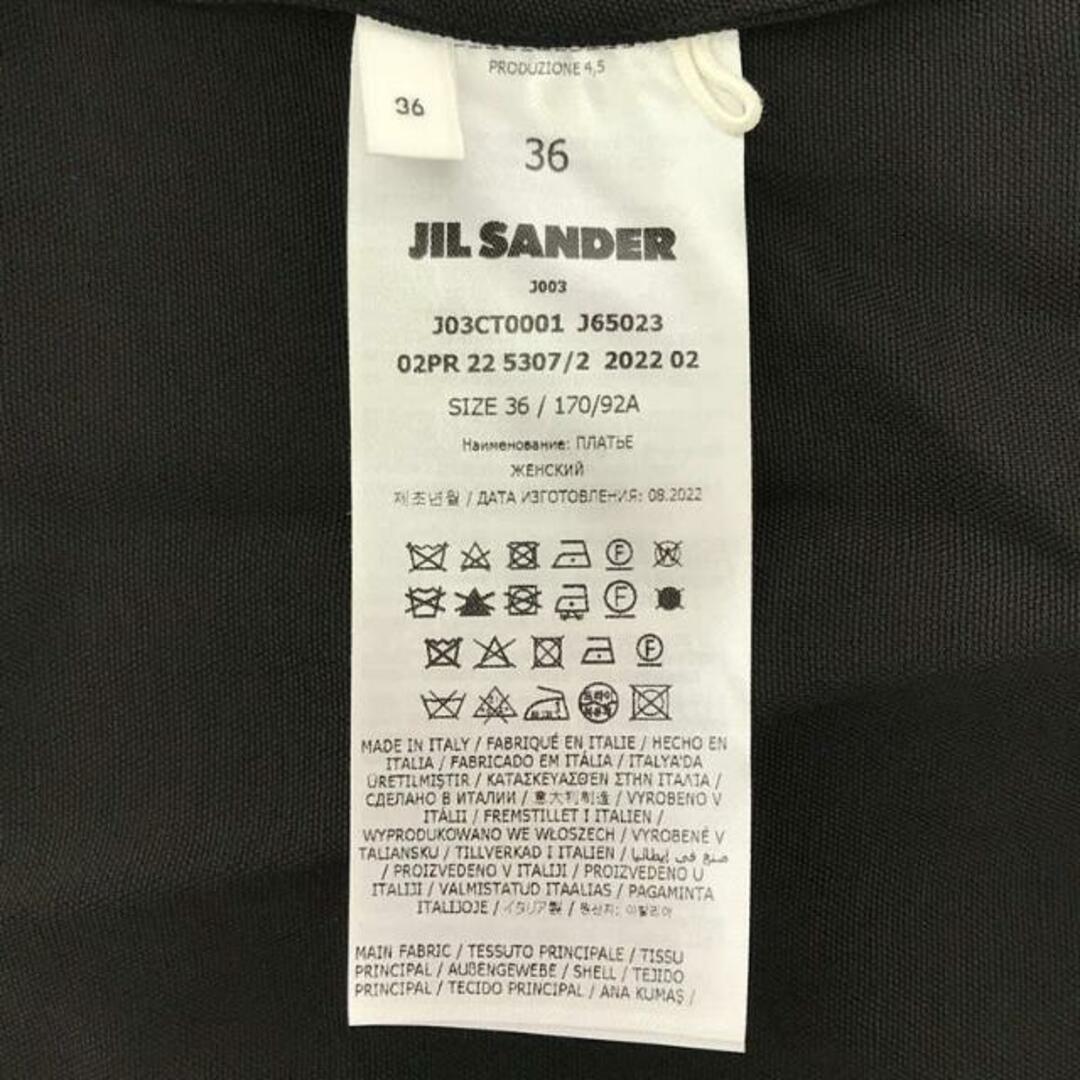 PRODUZIONE 4,5
36
36
JIL SANDER
J003
J03CT0001 J65023
02PR 22 5307/2 2022 02
SIZE 36 / 170/92A
Наименование: ПЛАТЬЕ
ЖЕНСКИЙ
제조년월 / ДАТА ИЗГОТОВЛЕНИЯ: 08.2022
F W
F
F
드라이
MADE IN ITALY / FABRIQUÉ EN ITALIE / HECHO EN
ITALIA / FABRICADO EM ITÁLIA / ITALYA'DA
ÜRETILMIŞTIR / ΚΑΤΑΣΚΕΥΑΣΘΕΝ ΣΤΗΝ ΙΤΑΛΙΑ /
СДЕЛАНО В ИТАЛИИ / 意大利制造 / VYROBENO V
ITÁLII / FREMSTILLET I ITALIEN /
WYPRODUKOWANO WE WŁOSZECH / VYROBENÉ V
TALIANSKU / TILLVERKAD I ITALIEN / صنع في إيطاليا
/ PROIZVEDENO V ITALIJI / PROIZVEDENO U
ITALIJI / VALMISTATUD ITAALIAS / PAGAMINTA
ITALIJOJE / イタリア製 / 원산지: 이탈리아
MAIN FABRIC / TESSUTO PRINCIPALE / TISSU
PRINCIPAL / AUßENGEWEBE / SHELL / TEJIDO
PRINCIPAL / TECIDO PRINCIPAL / ANA KUMAŞ /